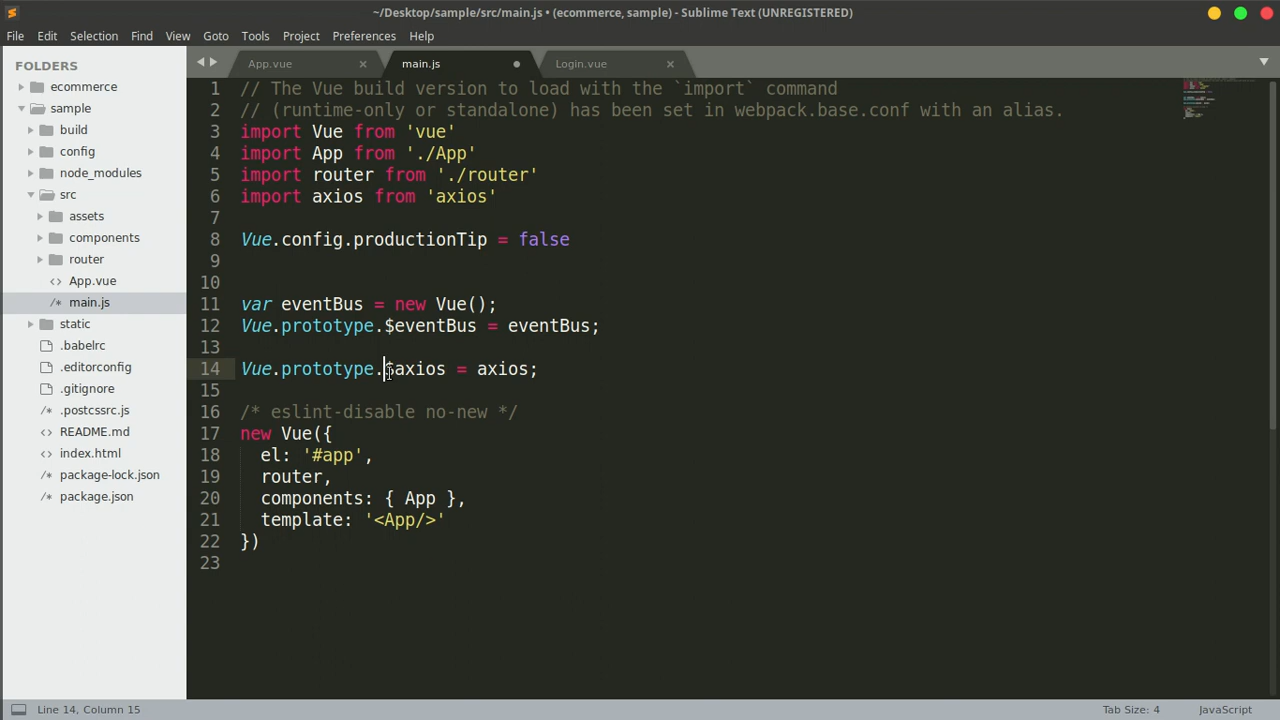 ~/Desktop/sample/src/main.js • (ecommerce, sample) - Sublime Text (UNREGISTERED)
File Edit Selection Find View Goto Tools Project Preferences Help
FOLDERS
ecommerce
sample
build
config
node_modules
src
assets
components
router
App.vue
main.js
static
.babelrc
.editorconfig
.gitignore
.postcssrc.js
README.md
index.html
package-lock.json
package.json
App.vue × main.js Login.vue ×
1 // The Vue build version to load with the `import` command
2 // (runtime-only or standalone) has been set in webpack.base.conf with an alias.
3 import Vue from 'vue'
4 import App from './App'
5 import router from './router'
6 import axios from 'axios'
7
8 Vue.config.productionTip = false
9
10
11 var eventBus = new Vue();
12 Vue.prototype.$eventBus = eventBus;
13
14 Vue.prototype.$axios = axios;
15
16 /* eslint-disable no-new */
17 new Vue({
18   el: '#app',
19   router,
20   components: { App },
21   template: '<App/>'
22 })
23
Line 14, Column 15 Tab Size: 4 JavaScript